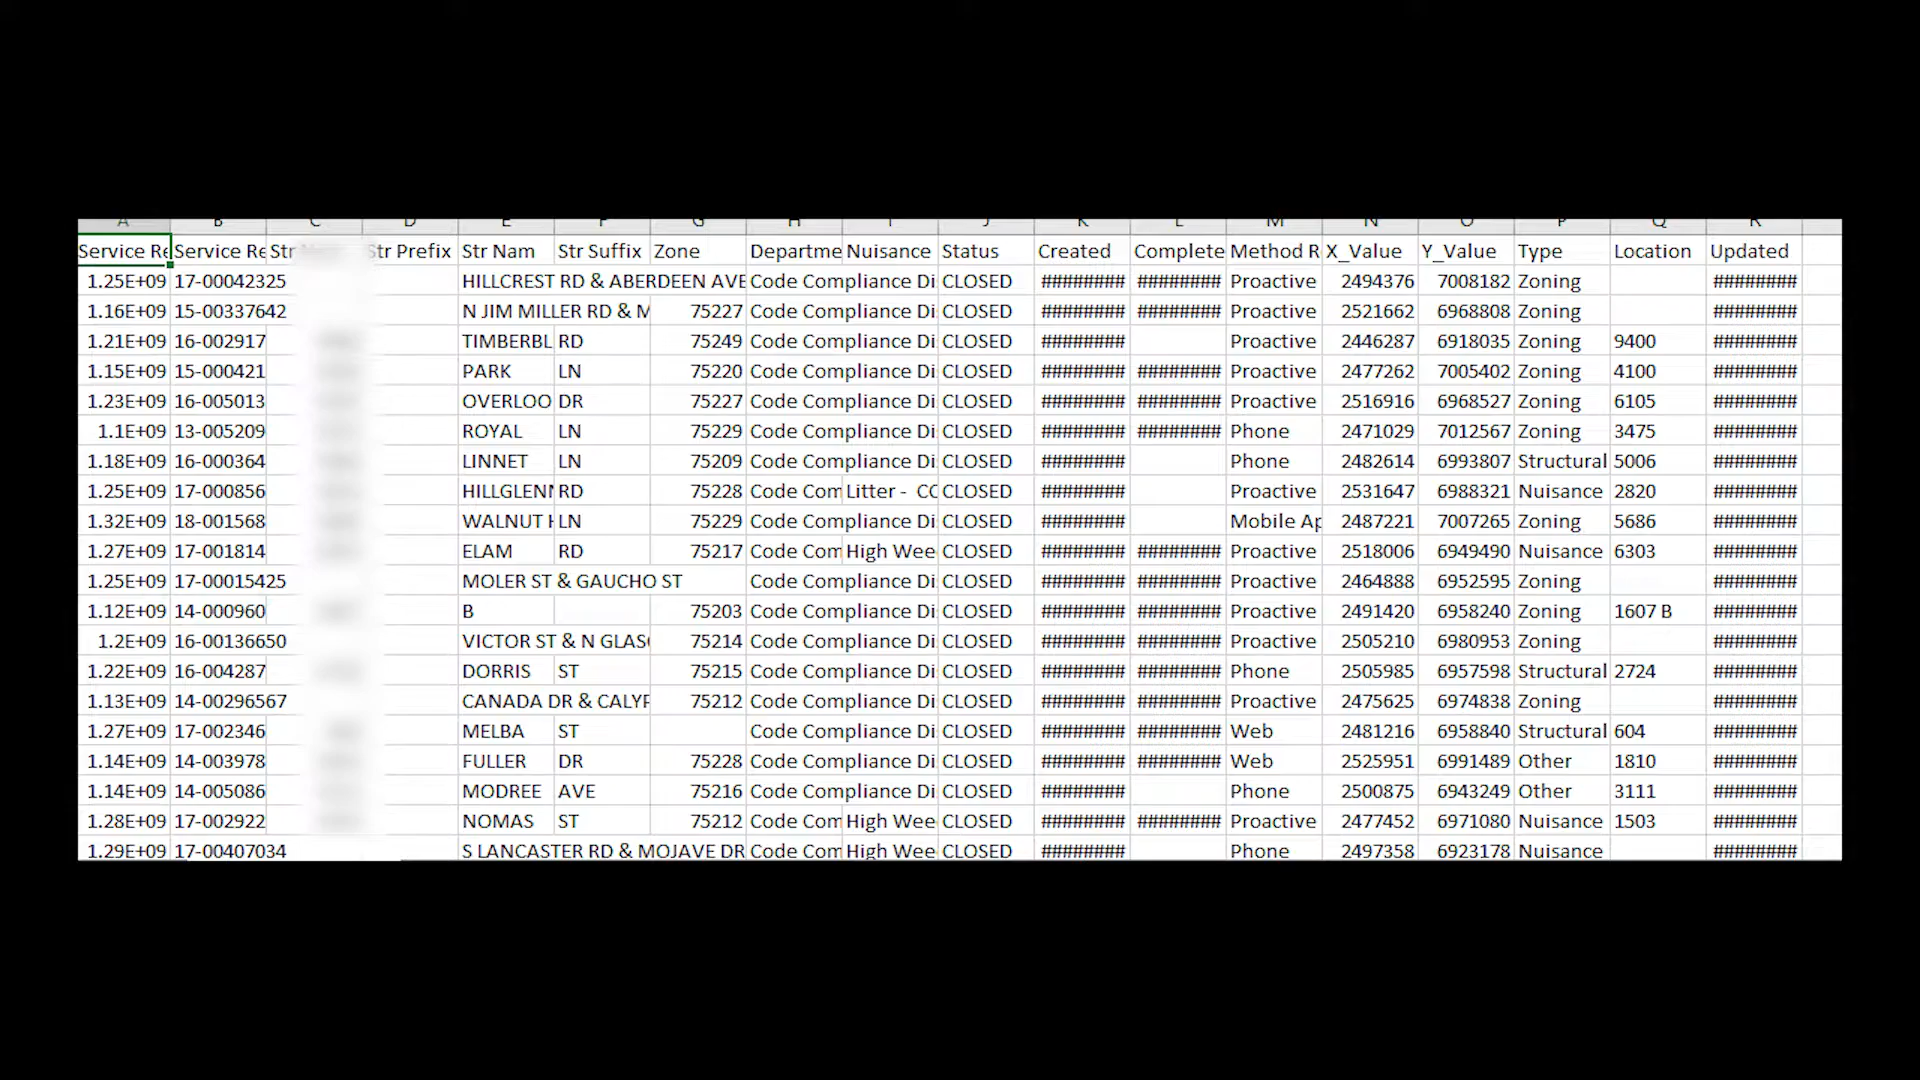 A B C D E F G H I J K L M N O P Q R
Service Re Service Re Str Str Prefix Str Nam Str Suffix Zone Departme Nuisance Status Created Complete Method R X_Value Y_Value Type Location Updated
1.25E+09 17-00042325 HILLCREST RD & ABERDEEN AVE Code Compliance Di CLOSED ######## ######## Proactive 2494376 7008182 Zoning ########
1.16E+09 15-00337642 N JIM MILLER RD & M 75227 Code Compliance Di CLOSED ######## ######## Proactive 2521662 6968808 Zoning ########
1.21E+09 16-002917 TIMBERBL RD 75249 Code Compliance Di CLOSED ######## Proactive 2446287 6918035 Zoning 9400 ########
1.15E+09 15-000421 PARK LN 75220 Code Compliance Di CLOSED ######## ######## Proactive 2477262 7005402 Zoning 4100 ########
1.23E+09 16-005013 OVERLOO DR 75227 Code Compliance Di CLOSED ######## ######## Proactive 2516916 6968527 Zoning 6105 ########
1.1E+09 13-005209 ROYAL LN 75229 Code Compliance Di CLOSED ######## ######## Phone 2471029 7012567 Zoning 3475 ########
1.18E+09 16-000364 LINNET LN 75209 Code Compliance Di CLOSED ######## Phone 2482614 6993807 Structural 5006 ########
1.25E+09 17-000856 HILLGLENN RD 75228 Code Com Litter - CO CLOSED ######## Proactive 2531647 6988321 Nuisance 2820 ########
1.32E+09 18-001568 WALNUT H LN 75229 Code Compliance Di CLOSED ######## Mobile Ap 2487221 7007265 Zoning 5686 ########
1.27E+09 17-001814 ELAM RD 75217 Code Com High Wee CLOSED ######## ######## Proactive 2518006 6949490 Nuisance 6303 ########
1.25E+09 17-00015425 MOLER ST & GAUCHO ST Code Compliance Di CLOSED ######## ######## Proactive 2464888 6952595 Zoning ########
1.12E+09 14-000960 B 75203 Code Compliance Di CLOSED ######## ######## Proactive 2491420 6958240 Zoning 1607 B ########
1.2E+09 16-00136650 VICTOR ST & N GLASG 75214 Code Compliance Di CLOSED ######## ######## Proactive 2505210 6980953 Zoning ########
1.22E+09 16-004287 DORRIS ST 75215 Code Compliance Di CLOSED ######## ######## Phone 2505985 6957598 Structural 2724 ########
1.13E+09 14-00296567 CANADA DR & CALYP 75212 Code Compliance Di CLOSED ######## ######## Proactive 2475625 6974838 Zoning ########
1.27E+09 17-002346 MELBA ST Code Compliance Di CLOSED ######## ######## Web 2481216 6958840 Structural 604 ########
1.14E+09 14-003978 FULLER DR 75228 Code Compliance Di CLOSED ######## ######## Web 2525951 6991489 Other 1810 ########
1.14E+09 14-005086 MODREE AVE 75216 Code Compliance Di CLOSED ######## Phone 2500875 6943249 Other 3111 ########
1.28E+09 17-002922 NOMAS ST 75212 Code Com High Wee CLOSED ######## ######## Proactive 2477452 6971080 Nuisance 1503 ########
1.29E+09 17-00407034 S LANCASTER RD & MOJAVE DR Code Com High Wee CLOSED ######## Phone 2497358 6923178 Nuisance ########